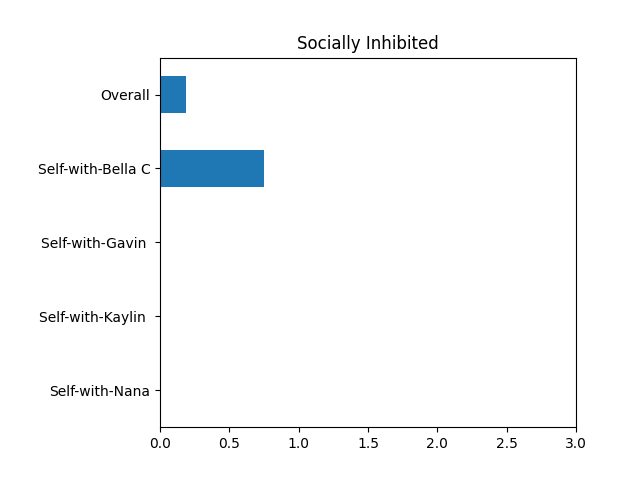 Socially Inhibited
Overall
Self-with-Bella C
Self-with-Gavin
Self-with-Kaylin
Self-with-Nana
0.0 0.5 1.0 1.5 2.0 2.5 3.0